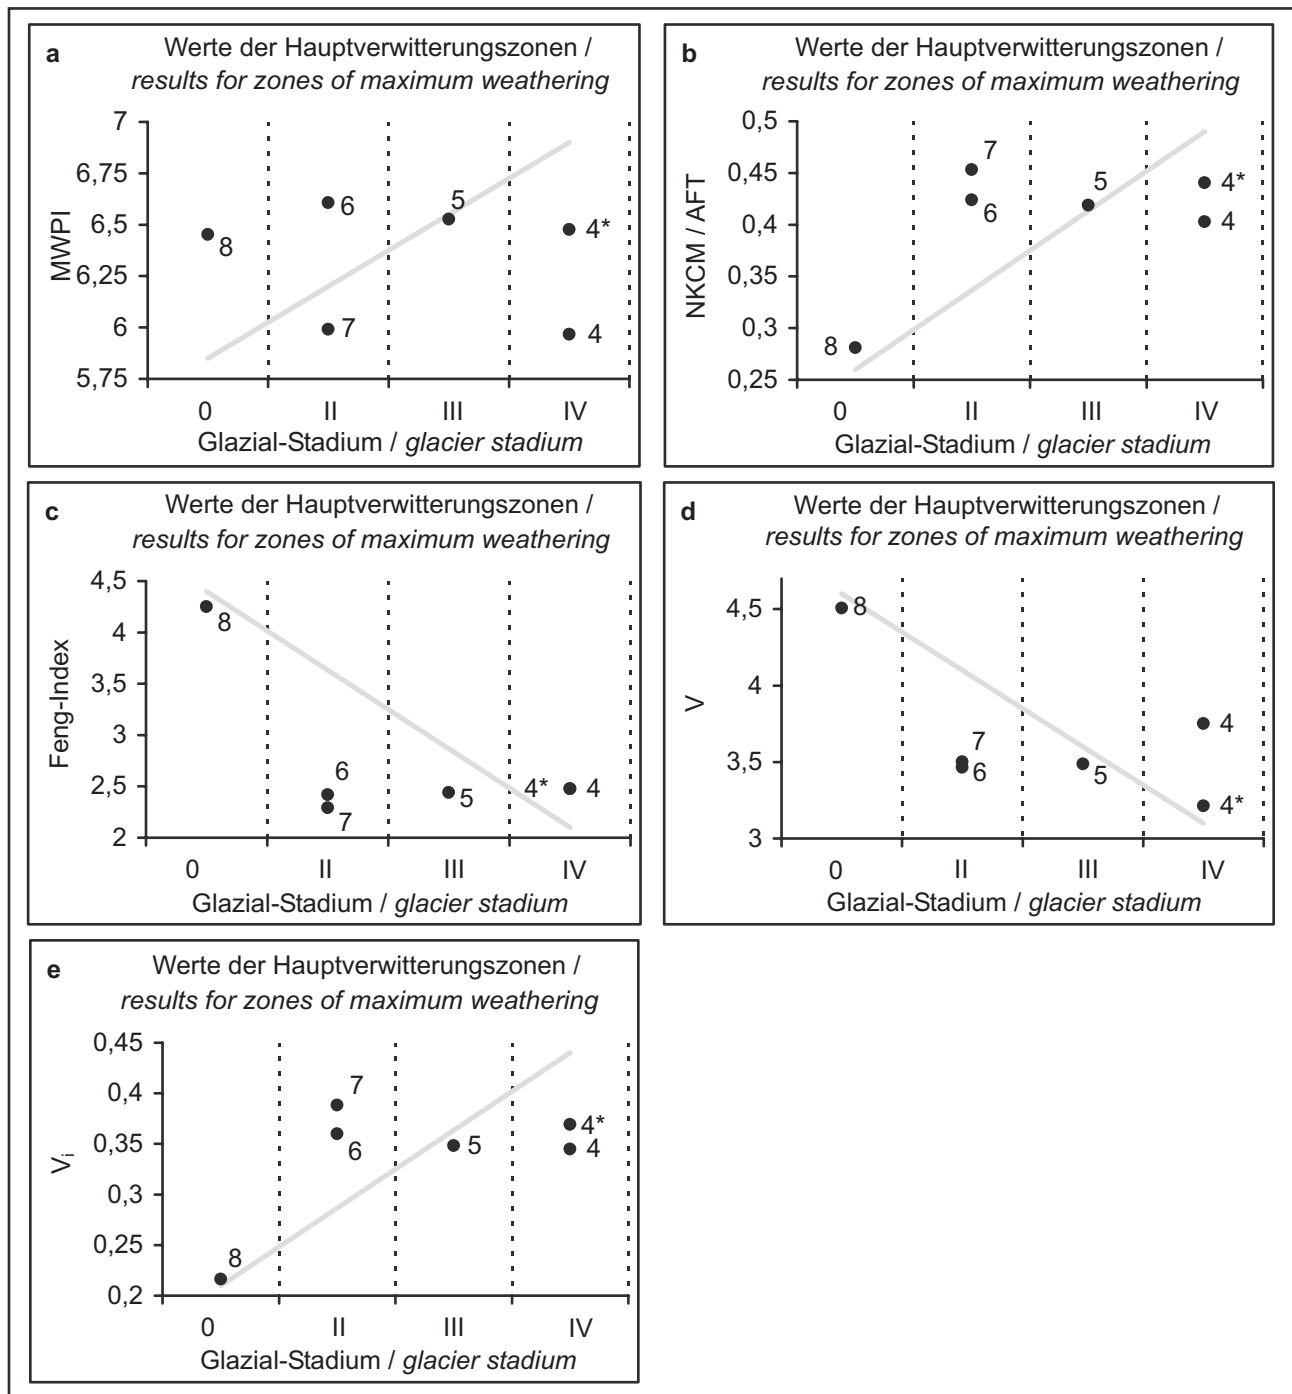 a
Werte der Hauptverwitterungszonen /
results for zones of maximum weathering
7
6,75
6,5
6,25
6
5,75
MWPI
8
6
7
5
4*
4
0 II III IV
Glazial-Stadium / glacier stadium
b
Werte der Hauptverwitterungszonen /
results for zones of maximum weathering
0,5
0,45
0,4
0,35
0,3
0,25
NKCM / AFT
8
7
6
5
4*
4
0 II III IV
Glazial-Stadium / glacier stadium
c
Werte der Hauptverwitterungszonen /
results for zones of maximum weathering
4,5
4
3,5
3
2,5
2
Feng-Index
8
6
7
5
4* 4
0 II III IV
Glazial-Stadium / glacier stadium
d
Werte der Hauptverwitterungszonen /
results for zones of maximum weathering
4,5
4
3,5
3
V
8
7
6
5
4
4*
0 II III IV
Glazial-Stadium / glacier stadium
e
Werte der Hauptverwitterungszonen /
results for zones of maximum weathering
0,45
0,4
0,35
0,3
0,25
0,2
Vi
8
7
6
5
4*
4
0 II III IV
Glazial-Stadium / glacier stadium